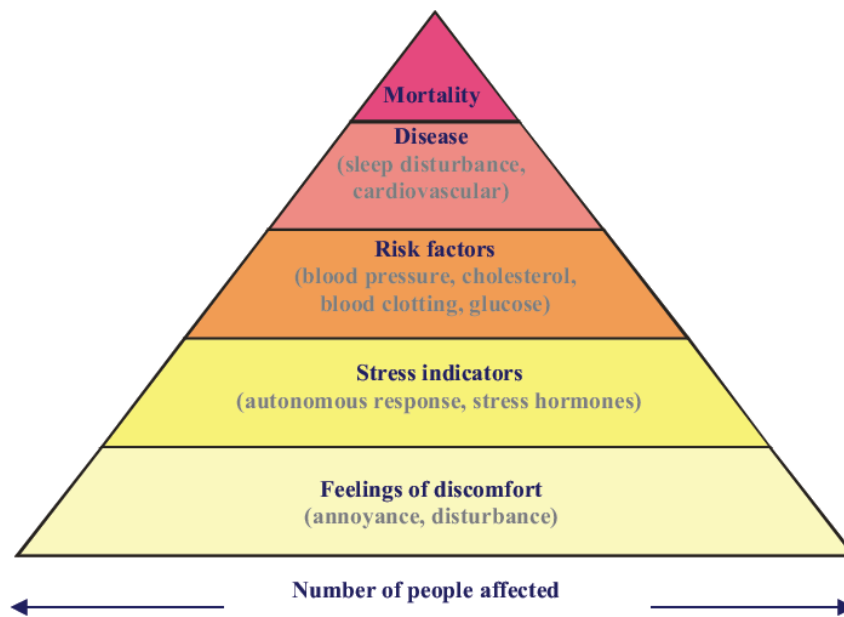 Mortality
Disease
(sleep disturbance,
cardiovascular)
Risk factors
(blood pressure, cholesterol,
blood clotting, glucose)
Stress indicators
(autonomous response, stress hormones)
Feelings of discomfort
(annoyance, disturbance)
Number of people affected